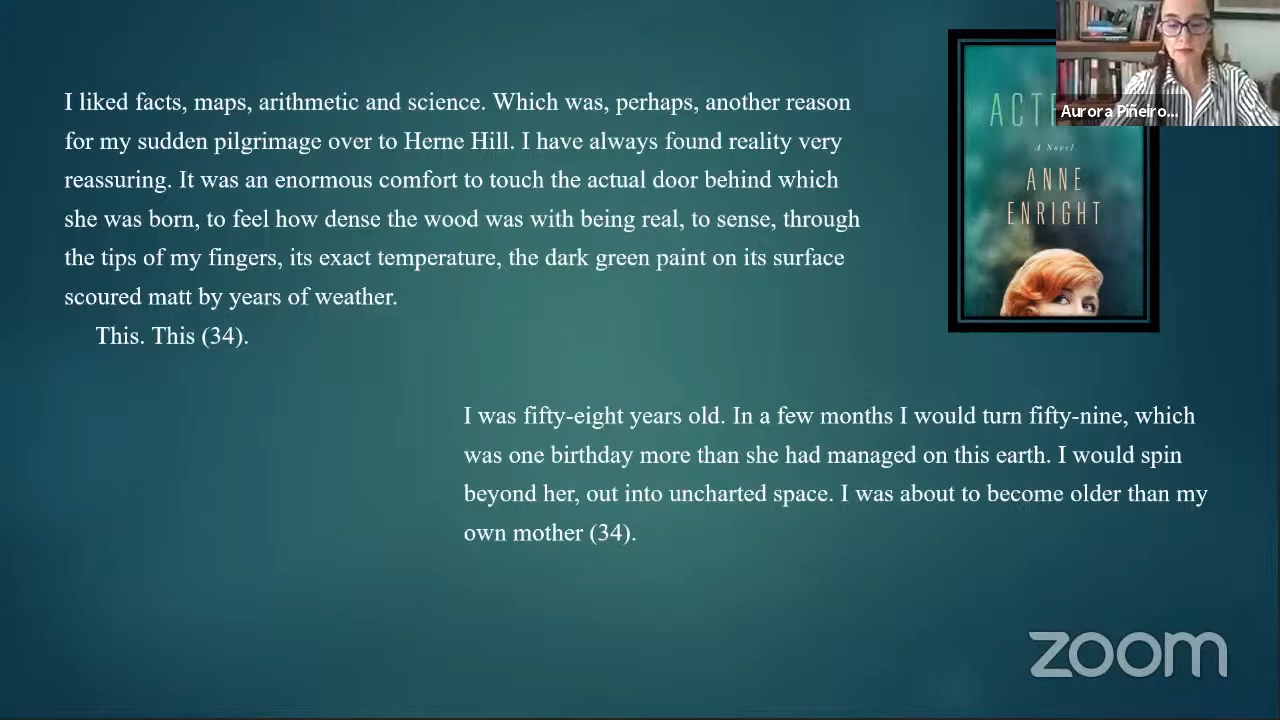 I liked facts, maps, arithmetic and science. Which was, perhaps, another reason
for my sudden pilgrimage over to Herne Hill. I have always found reality very
reassuring. It was an enormous comfort to touch the actual door behind which
she was born, to feel how dense the wood was with being real, to sense, through
the tips of my fingers, its exact temperature, the dark green paint on its surface
scoured matt by years of weather.
This. This (34).
ACT
A Novel
ANNE
ENRIGHT
Aurora Piñeiro...
I was fifty-eight years old. In a few months I would turn fifty-nine, which
was one birthday more than she had managed on this earth. I would spin
beyond her, out into uncharted space. I was about to become older than my
own mother (34).
zoom